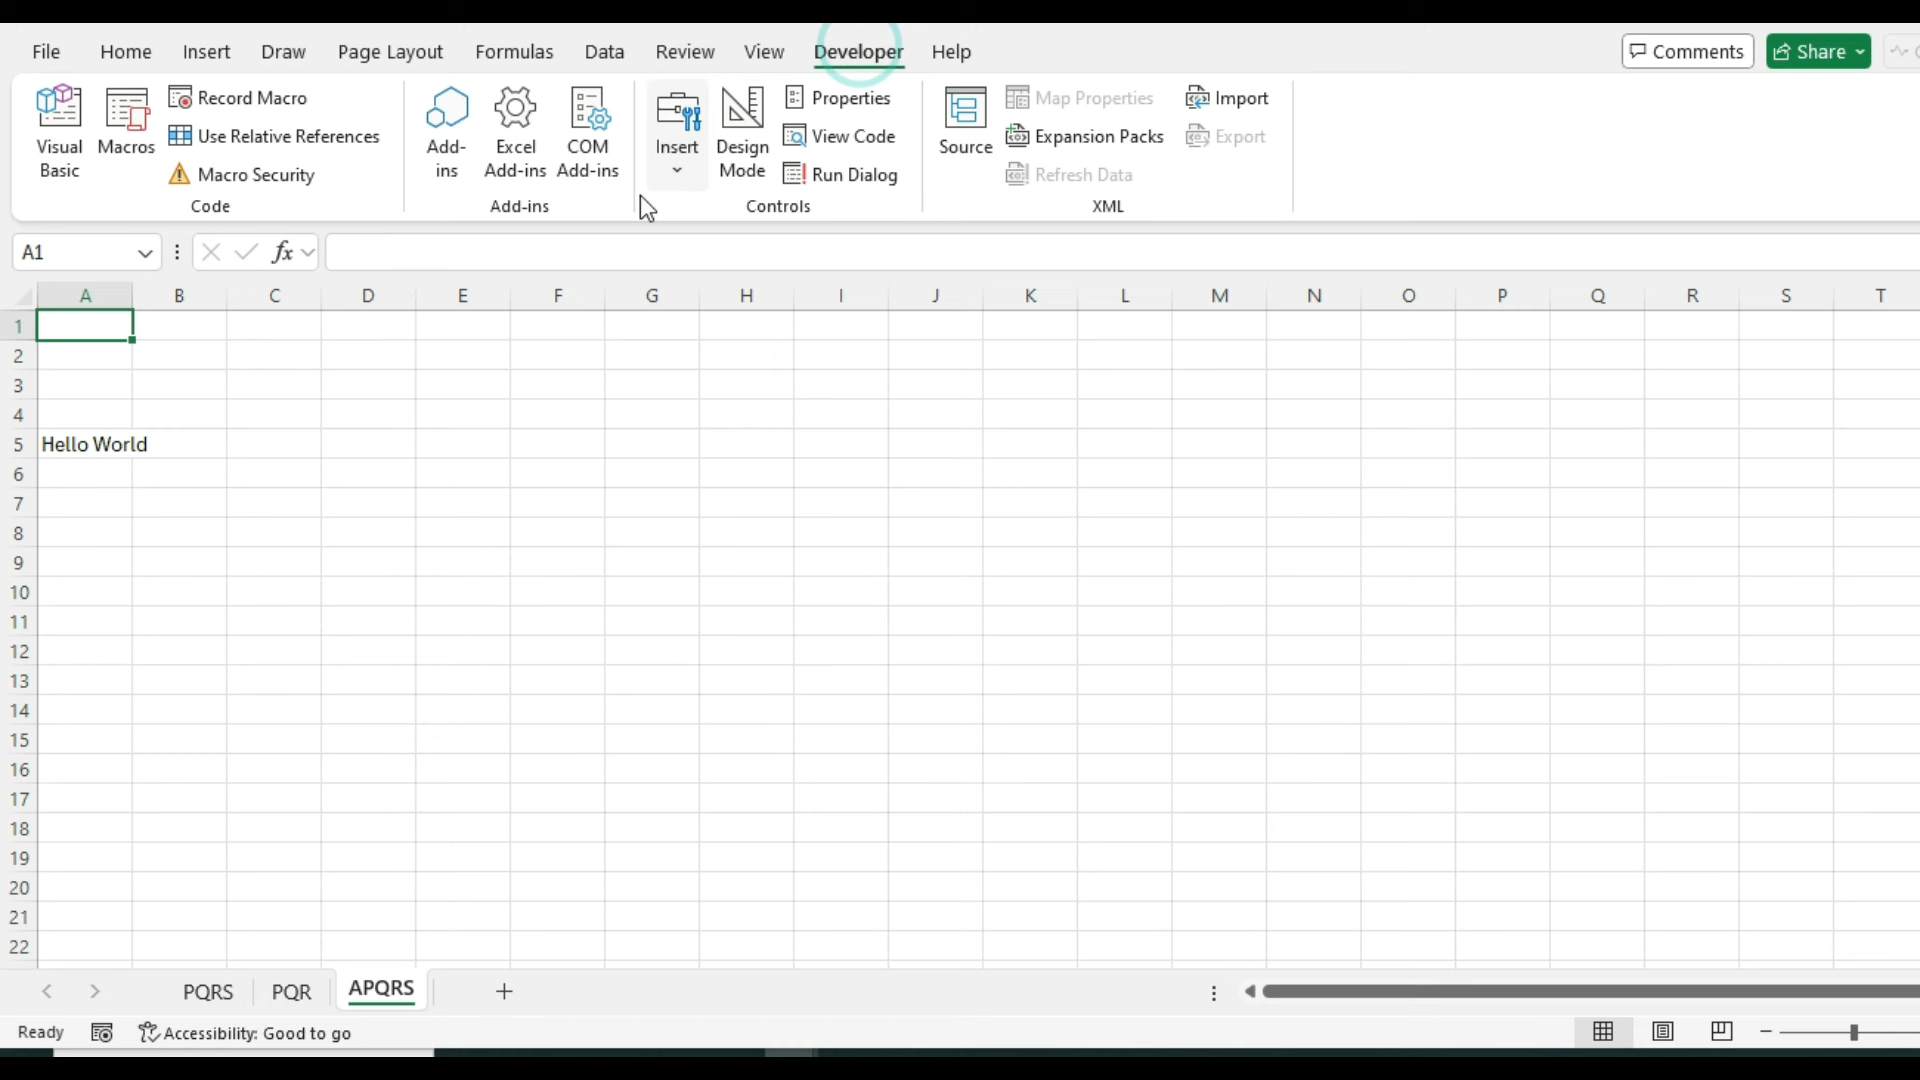 File Home Insert Draw Page Layout Formulas Data Review View Developer Help Comments Share
Visual Basic
Macros
Record Macro
Use Relative References
Macro Security
Code
Add-ins
Excel Add-ins
COM Add-ins
Add-ins
Insert
Design Mode
Properties
View Code
Run Dialog
Controls
Source
Map Properties
Expansion Packs
Refresh Data
Import
Export
XML
A1 fx
A B C D E F G H I J K L M N O P Q R S T
1
2
3
4
5 Hello World
6
7
8
9
10
11
12
13
14
15
16
17
18
19
20
21
22
PQRS PQR APQRS
Ready Accessibility: Good to go